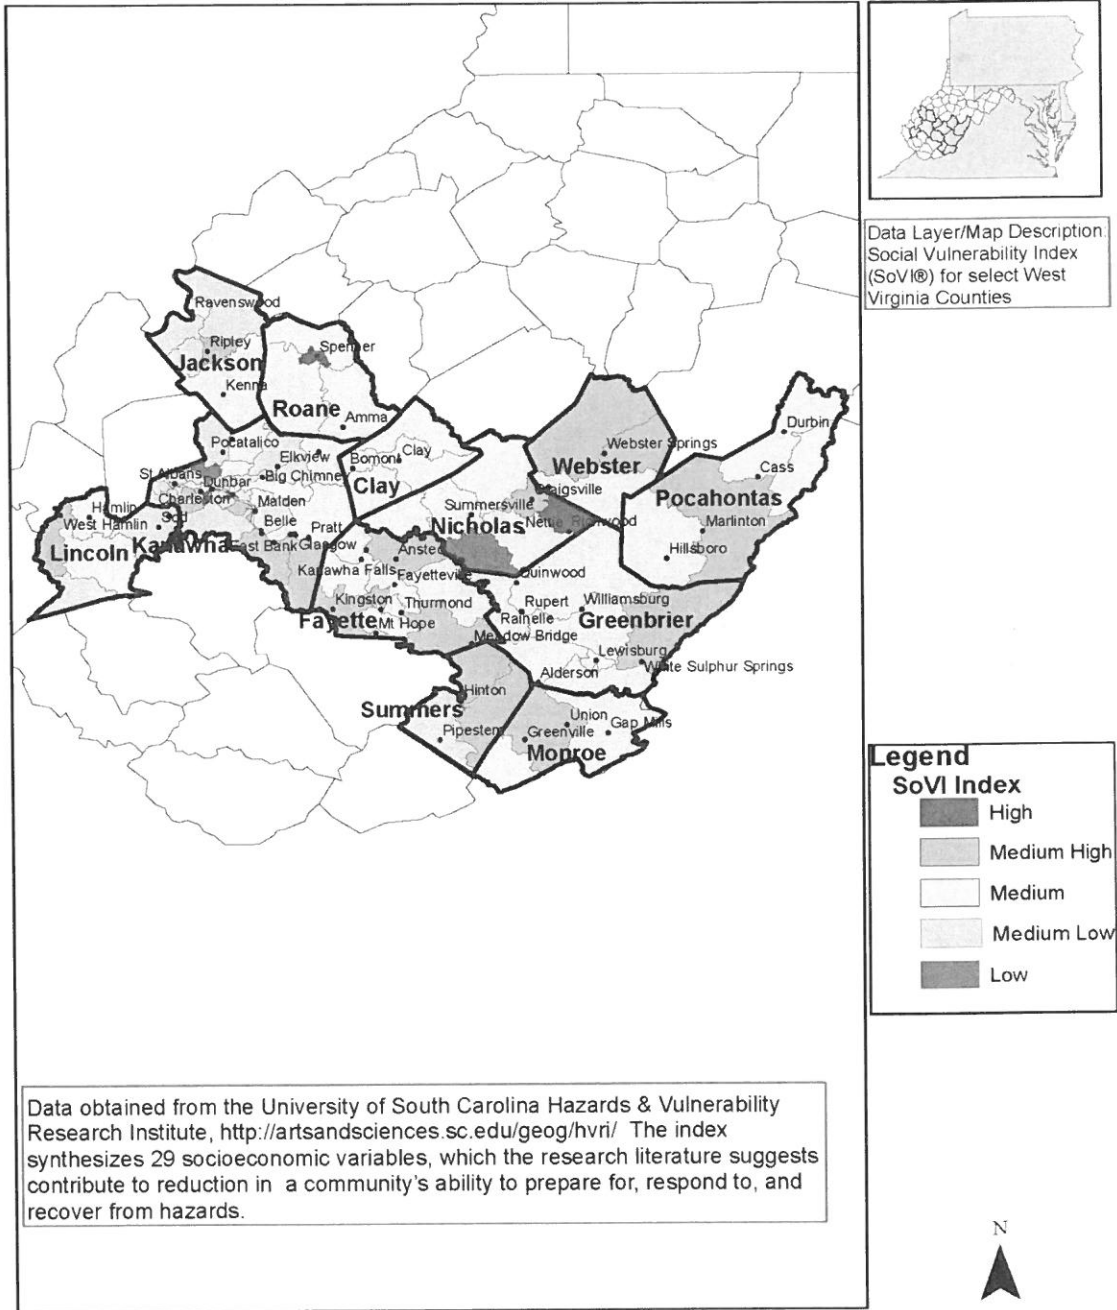 Data Layer/Map Description:
Social Vulnerability Index
(SoVI®) for select West
Virginia Counties
Ravenswood
Ripley
Jackson
Kenna
Spencer
Roane
Amma
Pocatalico
Elkview
Big Chimney
St Albans
Dunbar
Charleston
Malden
Belle
Pratt
East Bank
Glasgow
Kanawha
Hamlin
Sod
West Hamlin
Lincoln
Bomont
Clay
Clay
Webster Springs
Webster
Craigsville
Summersville
Nicholas
Nettie
Richwood
Durbin
Cass
Pocahontas
Marlinton
Hillsboro
Ansted
Kanawha Falls
Fayetteville
Kingston
Thurmond
Fayette
Mt Hope
Meadow Bridge
Quinwood
Rupert
Williamsburg
Rainelle
Greenbrier
Lewisburg
Alderson
White Sulphur Springs
Hinton
Summers
Pipestem
Union
Gap Mills
Greenville
Monroe
Legend
SoVI Index
High
Medium High
Medium
Medium Low
Low
Data obtained from the University of South Carolina Hazards & Vulnerability
Research Institute, http://artsandsciences.sc.edu/geog/hvri/ The index
synthesizes 29 socioeconomic variables, which the research literature suggests
contribute to reduction in a community's ability to prepare for, respond to, and
recover from hazards.
N